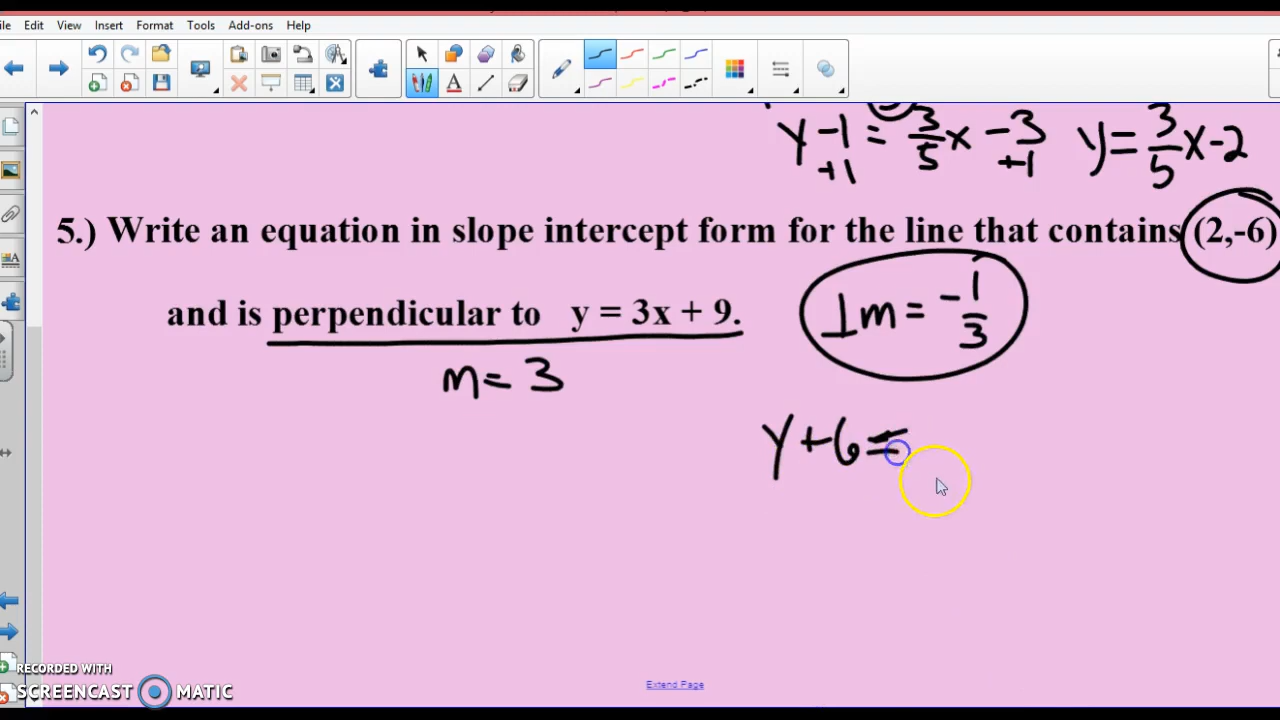 ile Edit View Insert Format Tools Add-ons Help
y-1 = 3/5 x -3 y = 3/5 x-2
+1 +1
5.) Write an equation in slope intercept form for the line that contains (2,-6)
and is perpendicular to y = 3x + 9. ⊥m = -1/3
m = 3
y+6=
Extend Page
RECORDED WITH
SCREENCAST MATIC